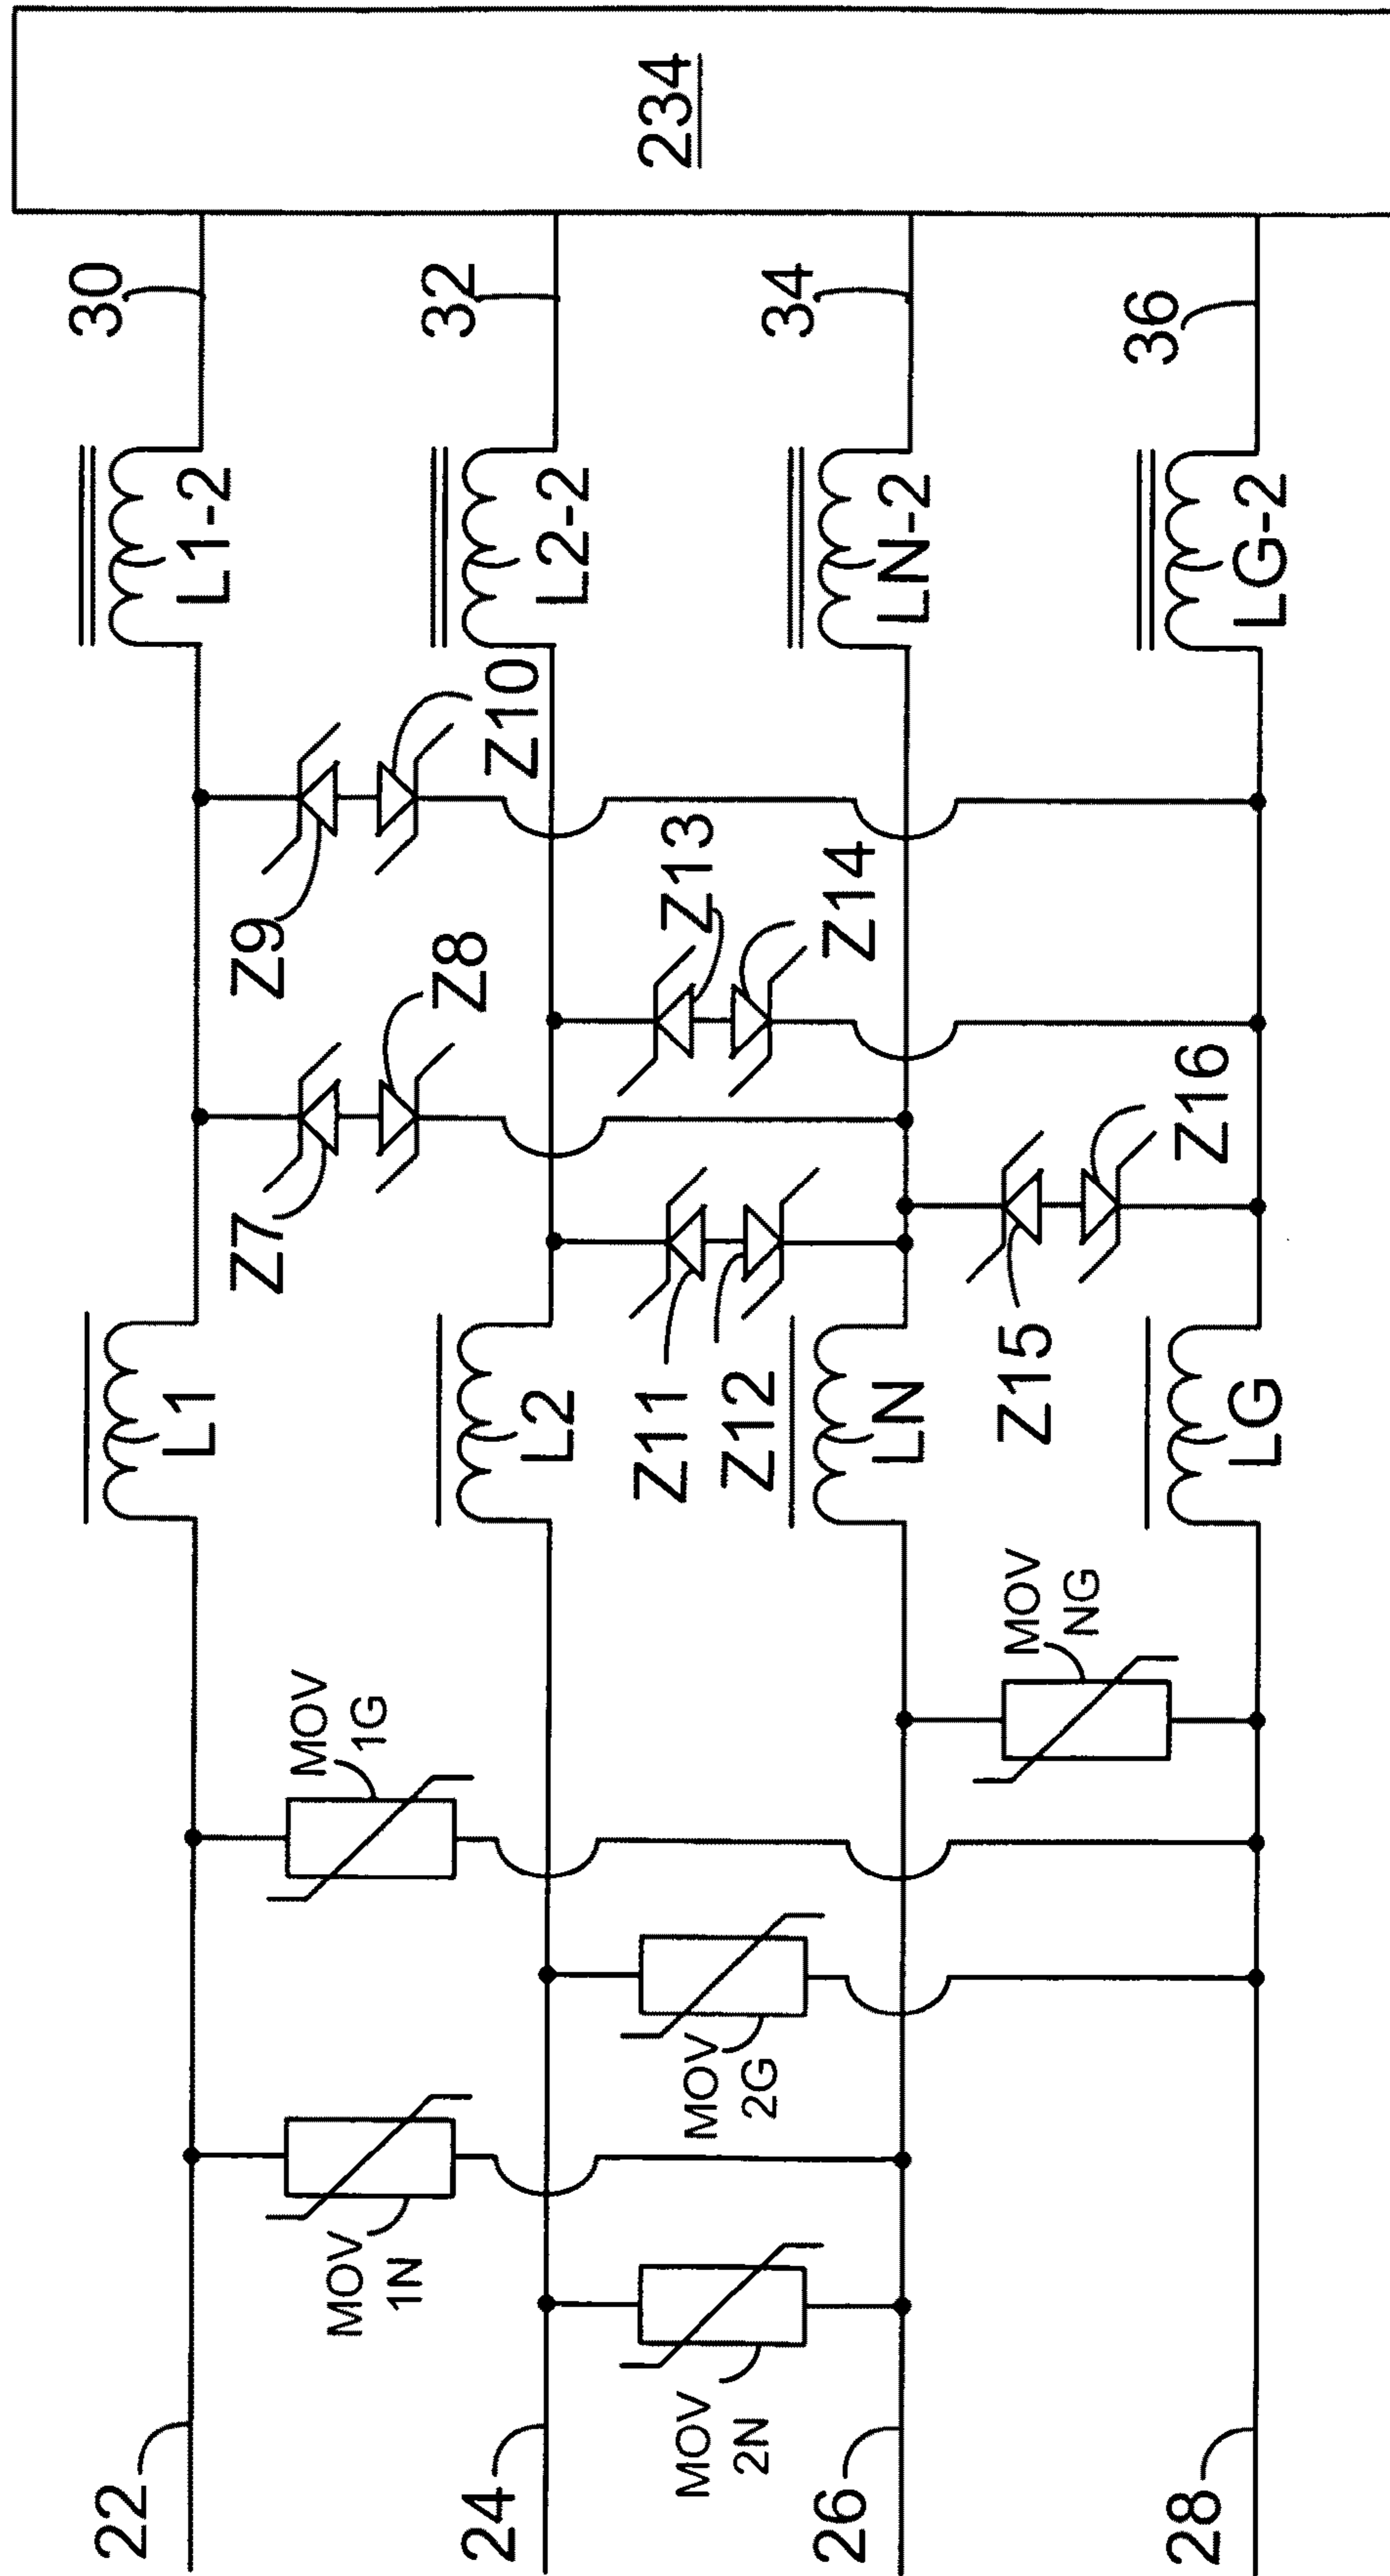 234
30
32
34
36
L1-2
L2-2
LN-2
LG-2
Z10
Z9
Z13
Z14
Z8
Z16
Z7
Z15
Z11
Z12
L1
L2
LN
LG
MOV
NG
MOV
1G
MOV
2G
MOV
1N
MOV
2N
22
24
26
28